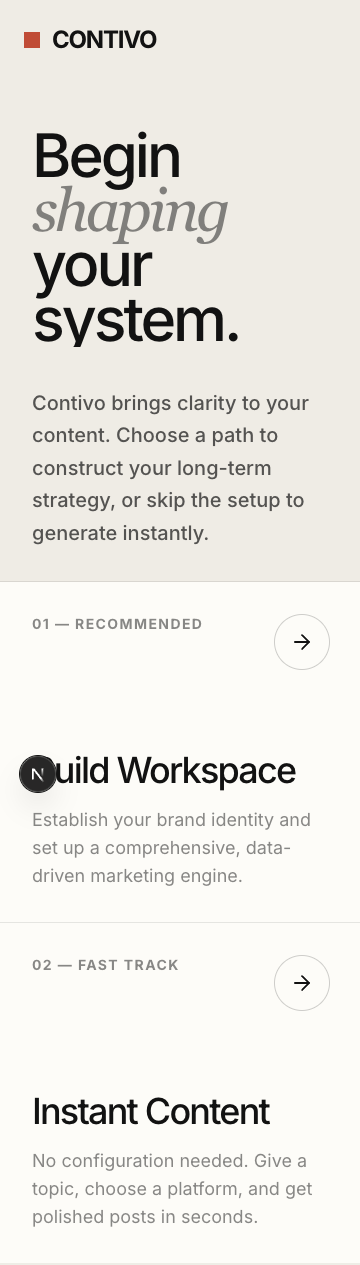 CONTIVO
Begin
shaping
your
system.
Contivo brings clarity to your
content. Choose a path to
construct your long-term
strategy, or skip the setup to
generate instantly.
01 — RECOMMENDED
N
uild Workspace
Establish your brand identity and
set up a comprehensive, data-
driven marketing engine.
02 — FAST TRACK
Instant Content
No configuration needed. Give a
topic, choose a platform, and get
polished posts in seconds.